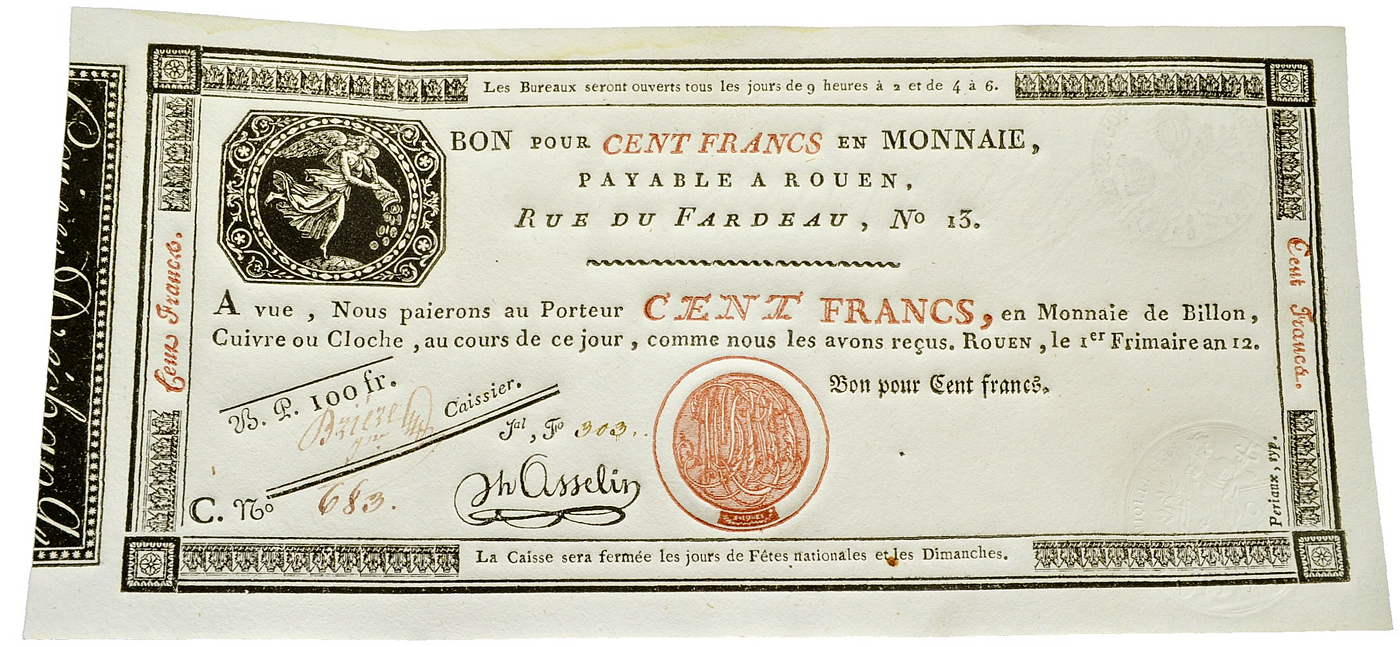 Les Bureaux seront ouverts tous les jours de 9 heures à 2 et de 4 à 6.
BON POUR CENT FRANCS EN MONNAIE,
PAYABLE A ROUEN,
RUE DU FARDEAU, No 13.
A vue, Nous paierons au Porteur CENT FRANCS, en Monnaie de Billon,
Cuivre ou Cloche, au cours de ce jour, comme nous les avons reçus. ROUEN, le 1er Frimaire an 12.
Bon pour Cent francs.
B. P. 100 fr.
Brière
Caissier.
Jal, Fo 303.
C. No 683.
Th Asselin
Cent Francs.
Cent Francs.
Periaux, typ.
La Caisse sera fermée les jours de Fêtes nationales et les Dimanches.